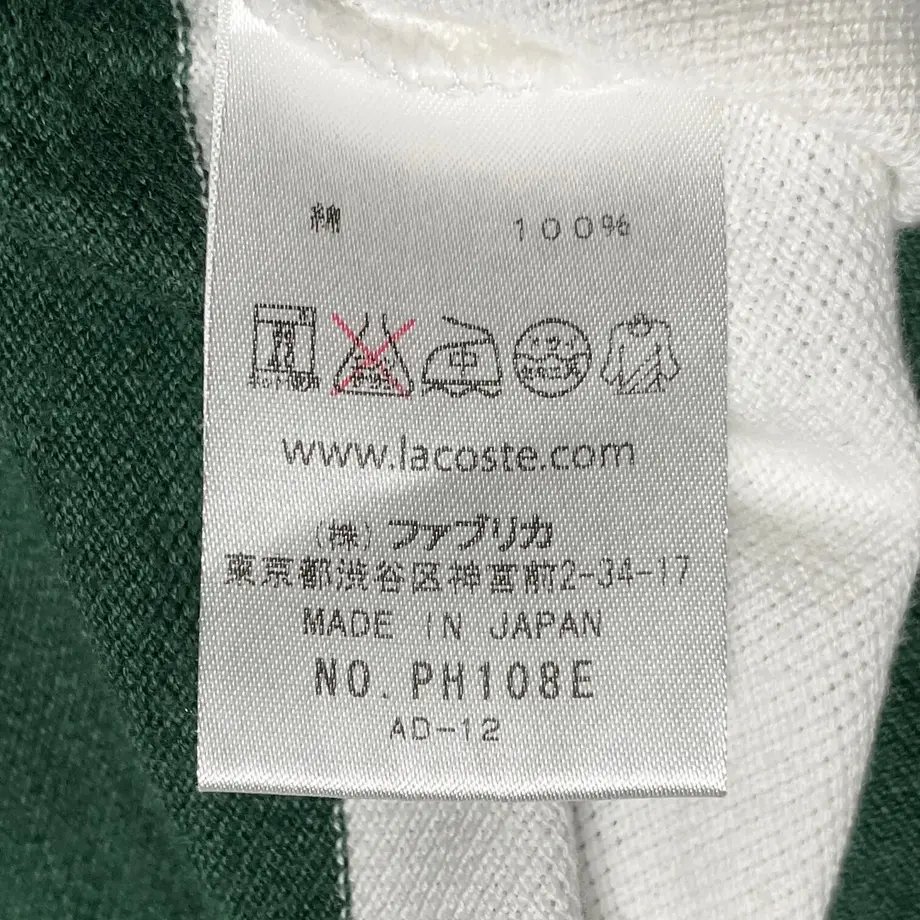 綿 100%
中
www.lacoste.com
(株)ファブリカ
東京都渋谷区神宮前2-34-17
MADE IN JAPAN
NO. PH108E
AD-12